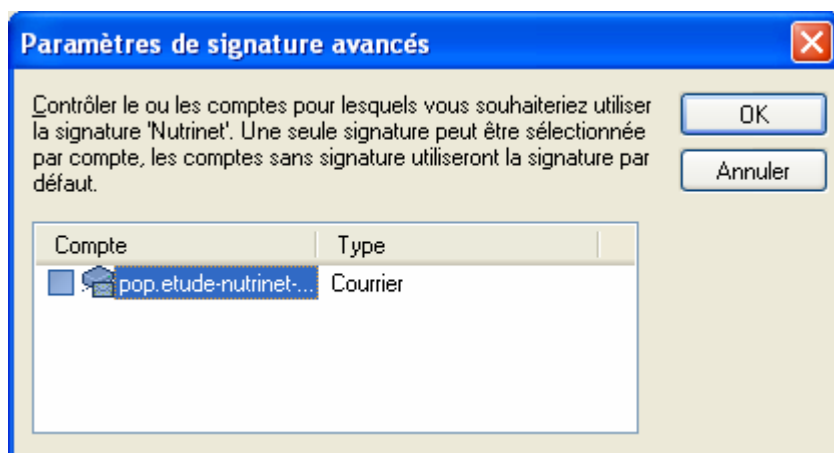 Paramètres de signature avancés
Contrôler le ou les comptes pour lesquels vous souhaiteriez utiliser
la signature 'Nutrinet'. Une seule signature peut être sélectionnée
par compte, les comptes sans signature utiliseront la signature par
défaut.
OK
Annuler
Compte Type
pop.etude-nutrinet-... Courrier